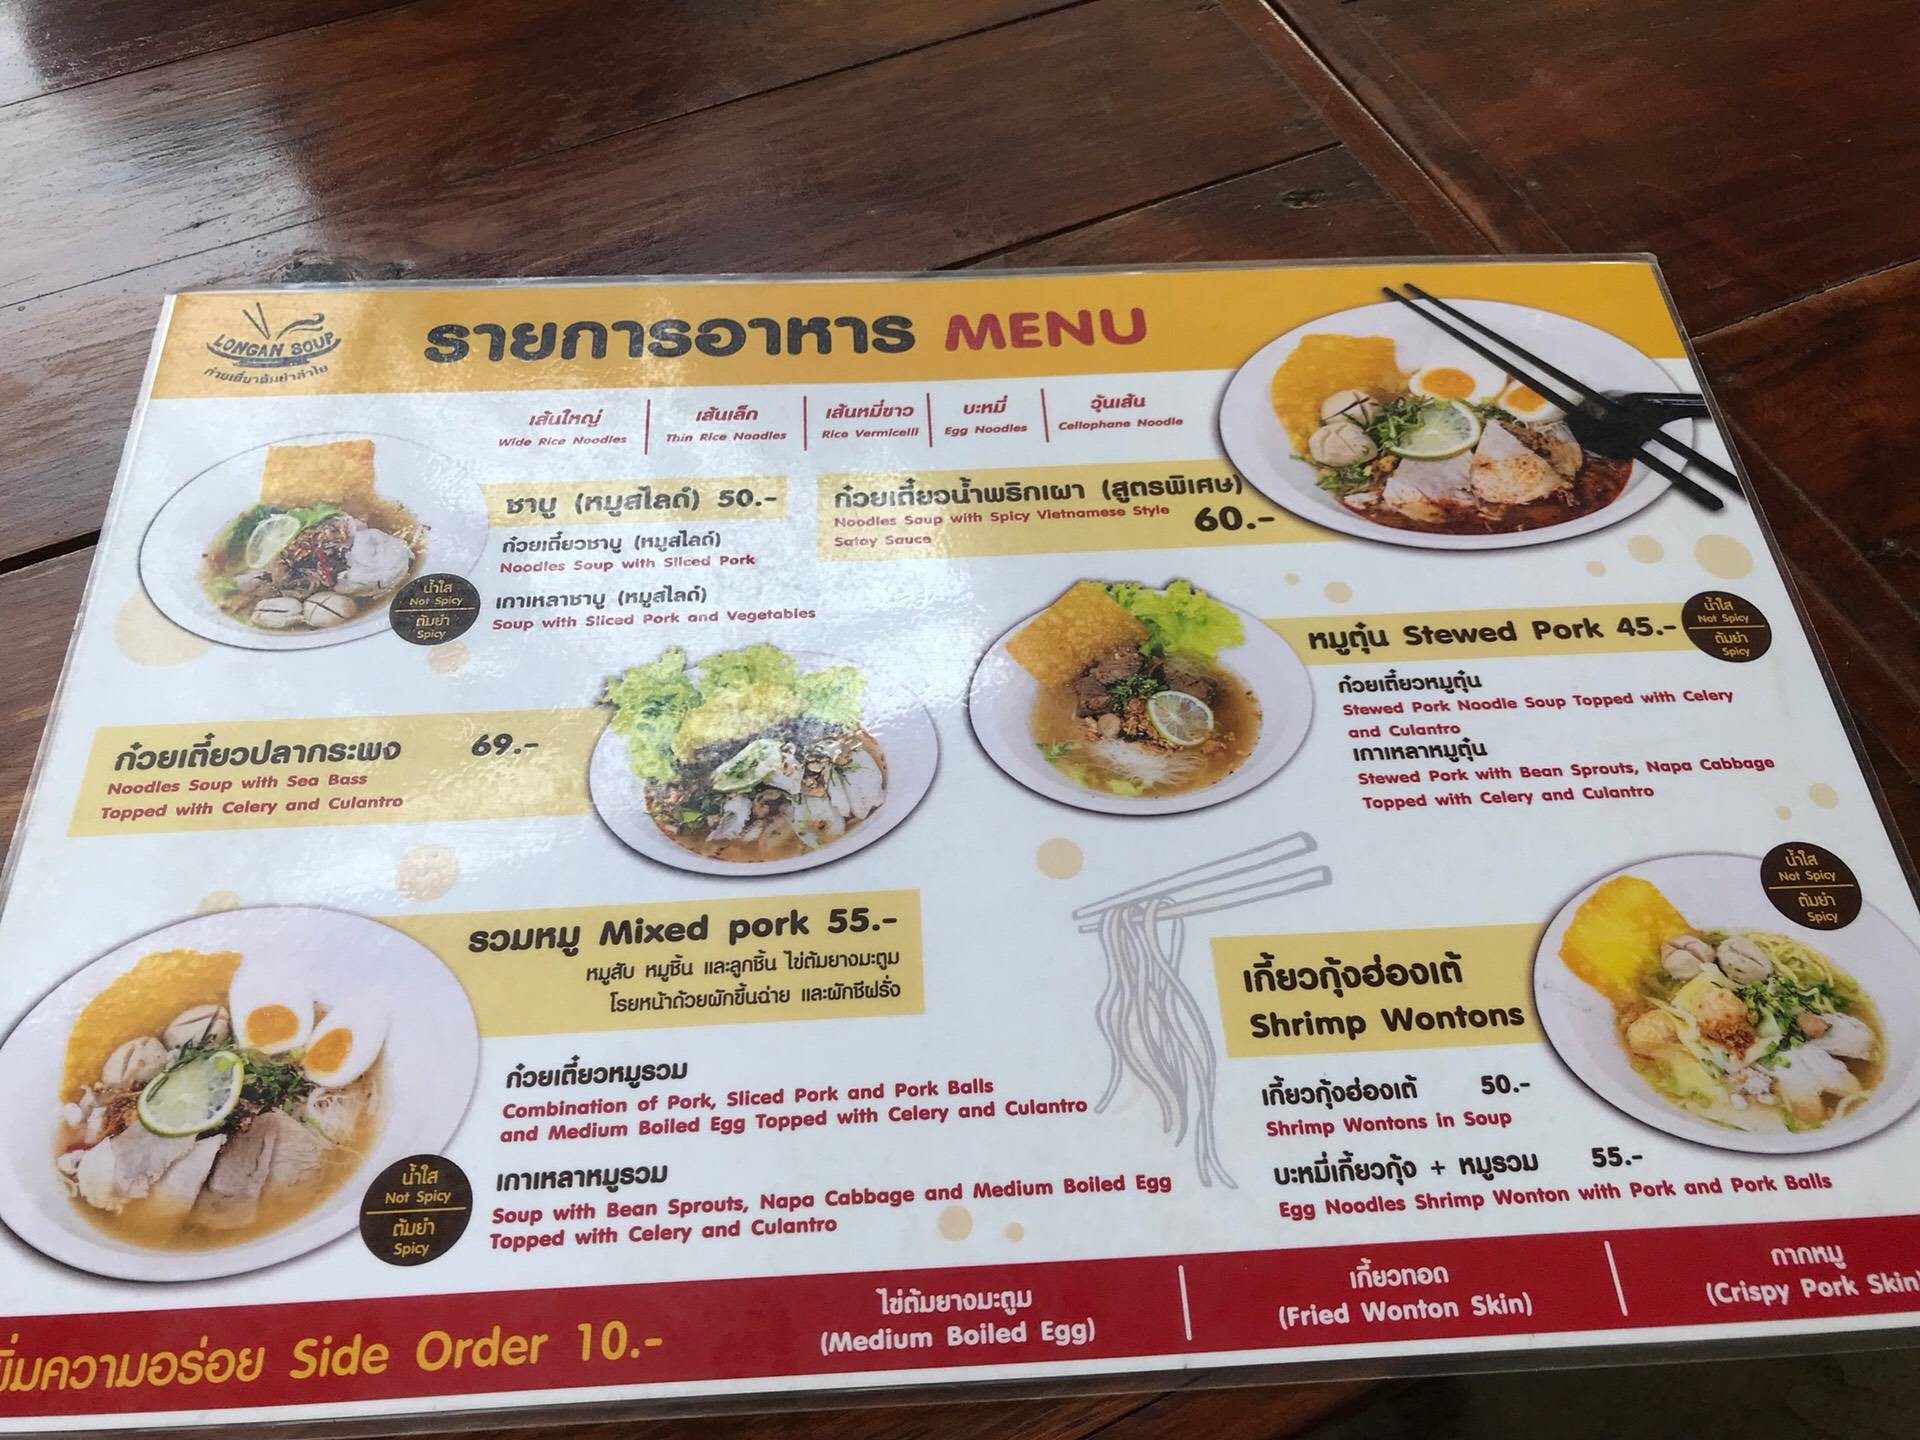 LONGAN SOUP
ก๋วยเตี๋ยวต้มยำลำไย
รายการอาหาร MENU
เส้นใหญ่
Wide Rice Noodles
เส้นเล็ก
Thin Rice Noodles
เส้นหมี่ขาว
Rice Vermicelli
บะหมี่
Egg Noodles
วุ้นเส้น
Cellophane Noodle
ชาบู (หมูสไลด์) 50.-
ก๋วยเตี๋ยวชาบู (หมูสไลด์)
Noodles Soup with Sliced Pork
เกาเหลาชาบู (หมูสไลด์)
Soup with Sliced Pork and Vegetables
น้ำใส
Not Spicy
ต้มยำ
Spicy
ก๋วยเตี๋ยวน้ำพริกเผา (สูตรพิเศษ)
Noodles Soup with Spicy Vietnamese Style
Satay Sauce
60.-
หมูตุ๋น Stewed Pork 45.-
น้ำใส
Not Spicy
ต้มยำ
Spicy
ก๋วยเตี๋ยวหมูตุ๋น
Stewed Pork Noodle Soup Topped with Celery
and Culantro
เกาเหลาหมูตุ๋น
Stewed Pork with Bean Sprouts, Napa Cabbage
Topped with Celery and Culantro
ก๋วยเตี๋ยวปลากระพง 69.-
Noodles Soup with Sea Bass
Topped with Celery and Culantro
รวมหมู Mixed pork 55.-
หมูสับ หมูชิ้น และลูกชิ้น ไข่ต้มยางมะตูม
โรยหน้าด้วยผักขึ้นฉ่าย และผักชีฝรั่ง
ก๋วยเตี๋ยวหมูรวม
Combination of Pork, Sliced Pork and Pork Balls
and Medium Boiled Egg Topped with Celery and Culantro
เกาเหลาหมูรวม
Soup with Bean Sprouts, Napa Cabbage and Medium Boiled Egg
Topped with Celery and Culantro
น้ำใส
Not Spicy
ต้มยำ
Spicy
เกี้ยวกุ้งฮ่องเต้
Shrimp Wontons
น้ำใส
Not Spicy
ต้มยำ
Spicy
เกี้ยวกุ้งฮ่องเต้ 50.-
Shrimp Wontons in Soup
บะหมี่เกี้ยวกุ้ง + หมูรวม 55.-
Egg Noodles Shrimp Wonton with Pork and Pork Balls
เพิ่มความอร่อย Side Order 10.-
ไข่ต้มยางมะตูม
(Medium Boiled Egg)
เกี้ยวทอด
(Fried Wonton Skin)
กากหมู
(Crispy Pork Skin)